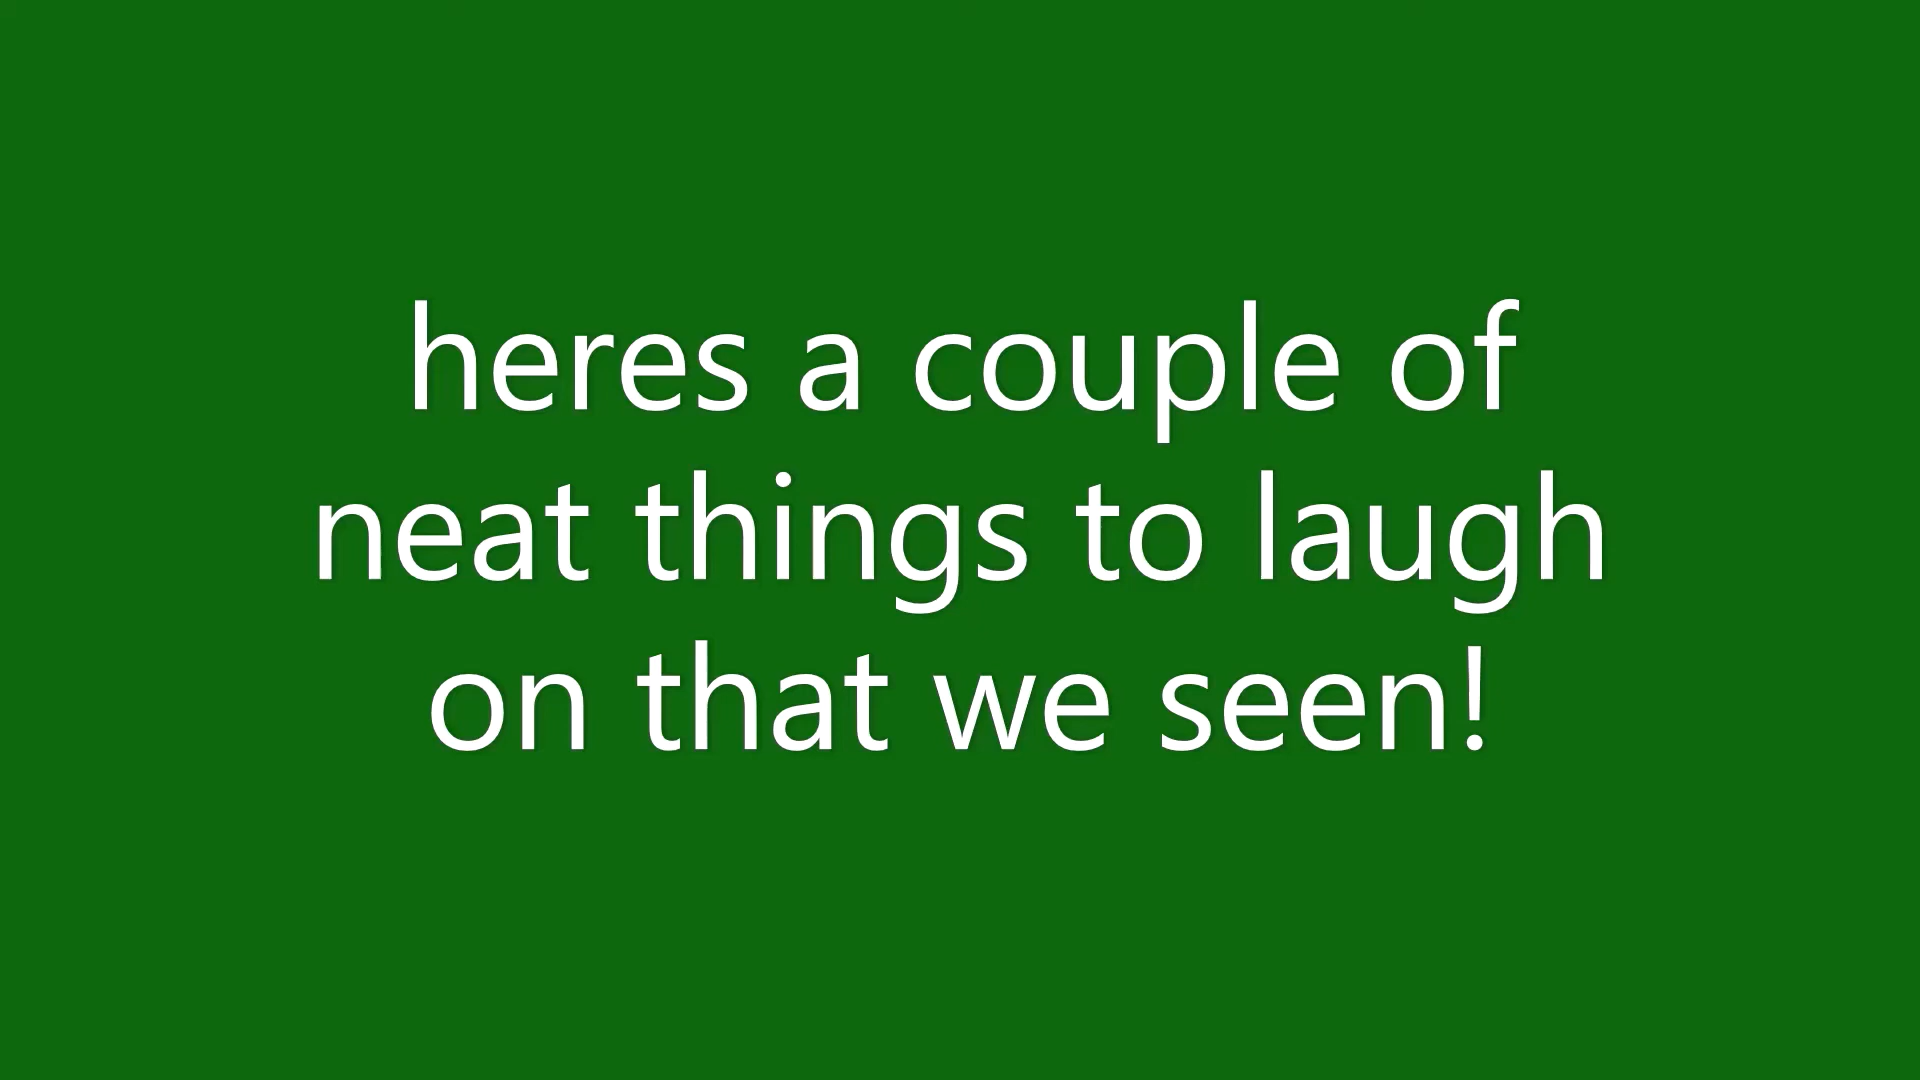 heres a couple of
neat things to laugh
on that we seen!